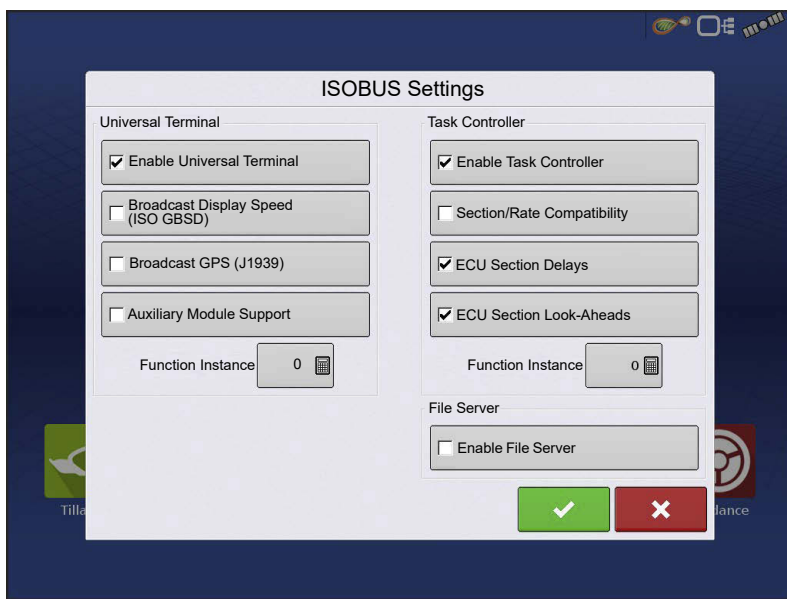 ISOBUS Settings
Universal Terminal
Enable Universal Terminal
Broadcast Display Speed
(ISO GBSD)
Broadcast GPS (J1939)
Auxiliary Module Support
Function Instance 0
Task Controller
Enable Task Controller
Section/Rate Compatibility
ECU Section Delays
ECU Section Look-Aheads
Function Instance 0
File Server
Enable File Server
Tilla
dance